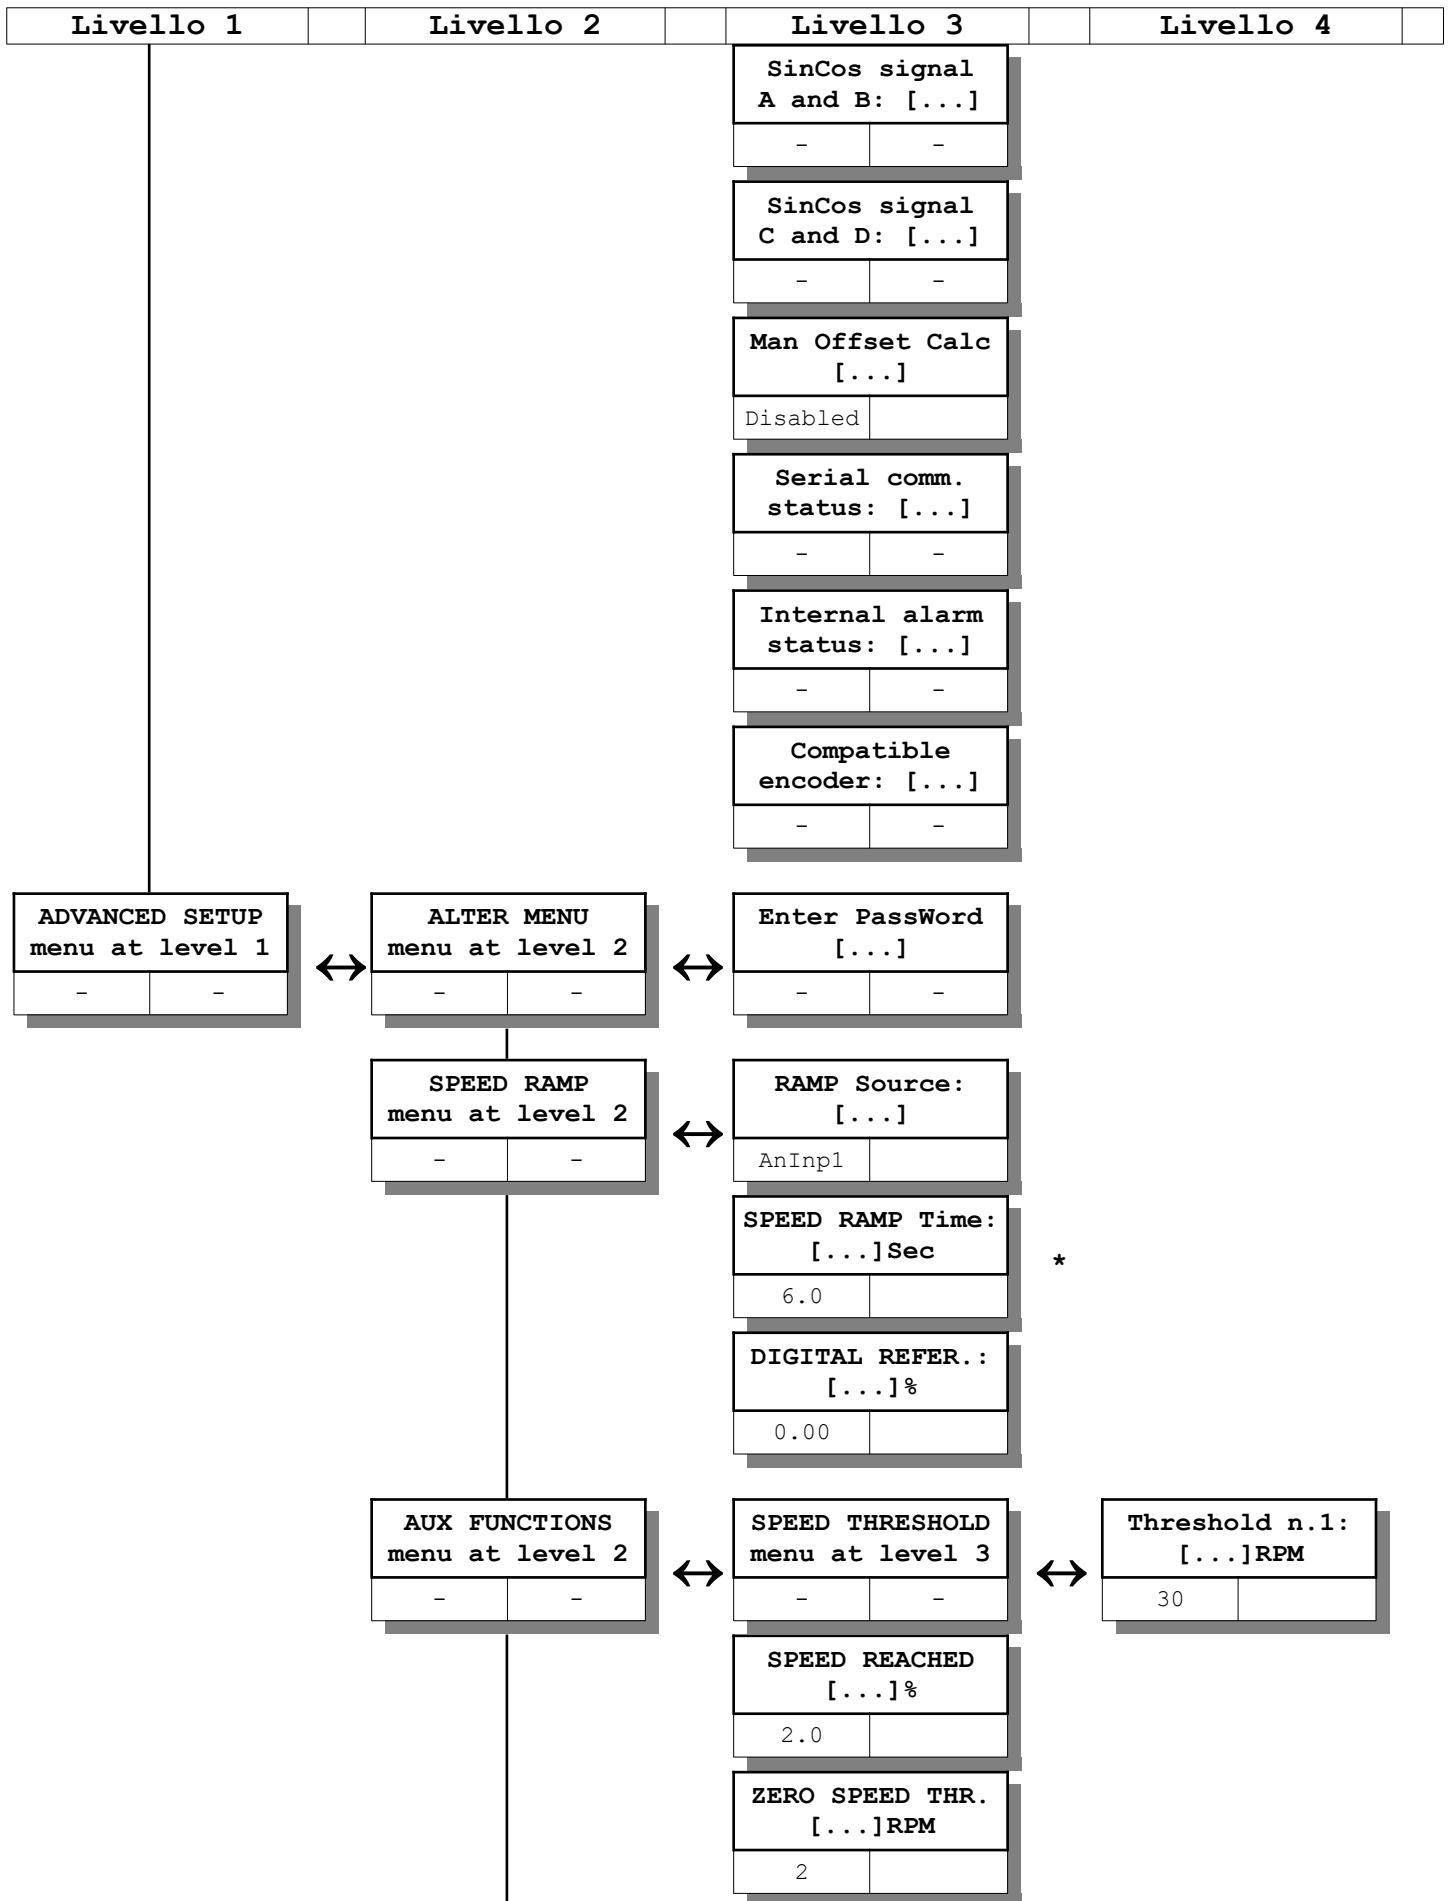 Livello 1 Livello 2 Livello 3 Livello 4
SinCos signal
A and B: [...]
- -
SinCos signal
C and D: [...]
- -
Man Offset Calc
[...]
Disabled
Serial comm.
status: [...]
- -
Internal alarm
status: [...]
- -
Compatible
encoder: [...]
- -
ADVANCED SETUP
menu at level 1
- -
ALTER MENU
menu at level 2
- -
Enter PassWord
[...]
- -
SPEED RAMP
menu at level 2
- -
RAMP Source:
[...]
AnInp1
SPEED RAMP Time:
[...]Sec
6.0
*
DIGITAL REFER.:
[...]%
0.00
AUX FUNCTIONS
menu at level 2
- -
SPEED THRESHOLD
menu at level 3
- -
Threshold n.1:
[...]RPM
30
SPEED REACHED
[...]%
2.0
ZERO SPEED THR.
[...]RPM
2